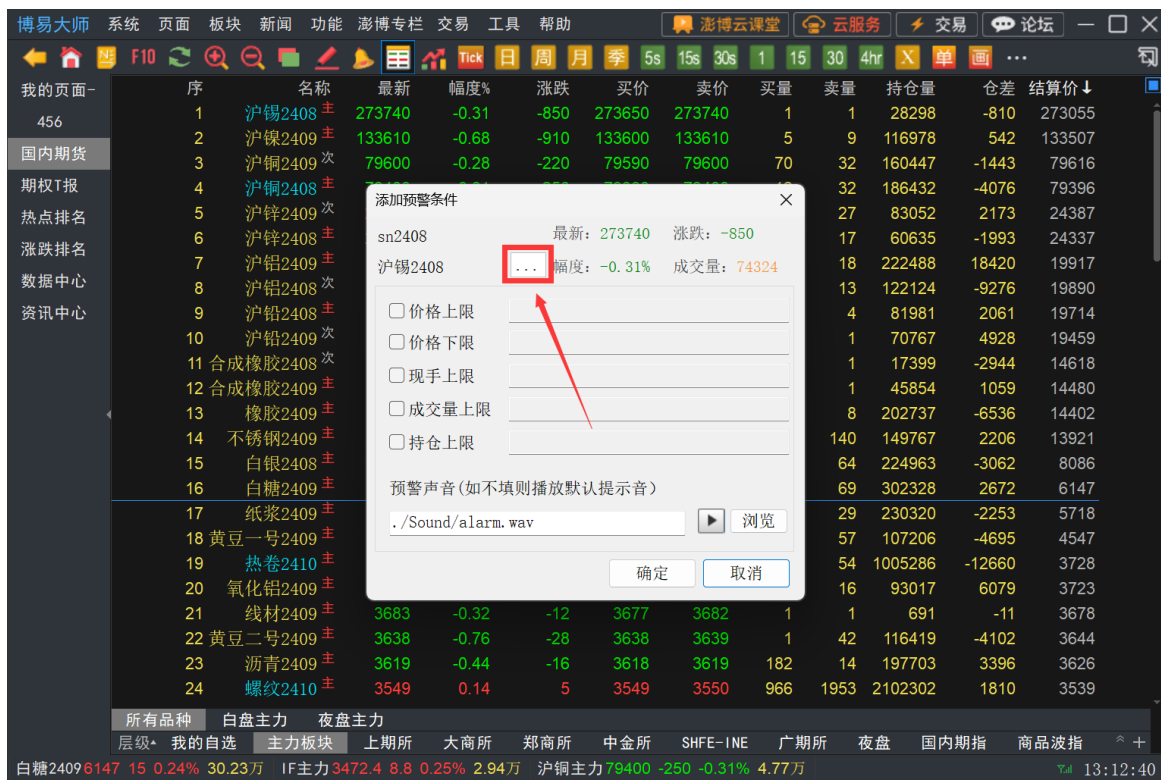 博易大师 系统 页面 板块 新闻 功能 澎博专栏 交易 工具 帮助 澎博云课堂 云服务 交易 论坛
F10 Tick 日 周 月 季 5s 15s 30s 1 15 30 4hr X 单 画 ...
我的页面- 序 名称 最新 幅度% 涨跌 买价 卖价 买量 卖量 持仓量 仓差 结算价↓
456 1 沪锡2408主 273740 -0.31 -850 273650 273740 1 1 28298 -810 273055
国内期货 2 沪镍2409主 133610 -0.68 -910 133600 133610 5 9 116978 542 133507
期权T报 3 沪铜2409次 79600 -0.28 -220 79590 79600 70 32 160447 -1443 79616
4 沪铜2408主 32 186432 -4076 79396
热点排名 5 沪锌2409次 27 83052 2173 24387
涨跌排名 6 沪锌2408主 17 60635 -1993 24337
7 沪铝2409主 18 222488 18420 19917
数据中心 8 沪铝2408次 13 122124 -9276 19890
资讯中心 9 沪铅2408主 4 81981 2061 19714
10 沪铅2409次 1 70767 4928 19459
11 合成橡胶2408次 1 17399 -2944 14618
12 合成橡胶2409主 1 45854 1059 14480
13 橡胶2409主 8 202737 -6536 14402
14 不锈钢2409主 140 149767 2206 13921
15 白银2408主 64 224963 -3062 8086
16 白糖2409主 69 302328 2672 6147
17 纸浆2409主 29 230320 -2253 5718
18 黄豆一号2409主 57 107206 -4695 4547
19 热卷2410主 54 1005286 -12660 3728
20 氧化铝2409主 16 93017 6079 3723
21 线材2409主 3683 -0.32 -12 3677 3682 1 1 691 -11 3678
22 黄豆二号2409主 3638 -0.76 -28 3638 3639 1 42 116419 -4102 3644
23 沥青2409主 3619 -0.44 -16 3618 3619 182 14 197703 3396 3626
24 螺纹2410主 3549 0.14 5 3549 3550 966 1953 2102302 1810 3539
添加预警条件
sn2408 最新: 273740 涨跌: -850
沪锡2408 ... 幅度: -0.31% 成交量: 74324
价格上限
价格下限
现手上限
成交量上限
持仓上限
预警声音(如不填则播放默认提示音)
./Sound/alarm.wav 浏览
确定 取消
所有品种 白盘主力 夜盘主力
层级 我的自选 主力板块 上期所 大商所 郑商所 中金所 SHFE-INE 广期所 夜盘 国内期指 商品波指
白糖2409 6147 15 0.24% 30.23万 IF主力 3472.4 8.8 0.25% 2.94万 沪铜主力 79400 -250 -0.31% 4.77万 13:12:40